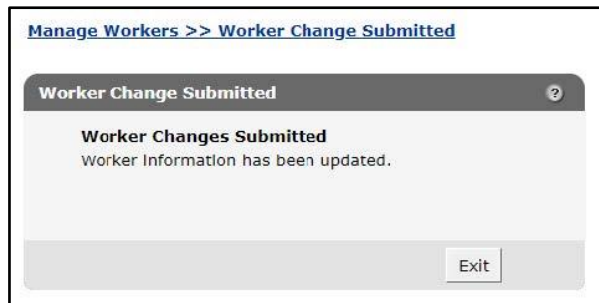 Manage Workers >> Worker Change Submitted
Worker Change Submitted
?
Worker Changes Submitted
Worker Information has been updated.
Exit